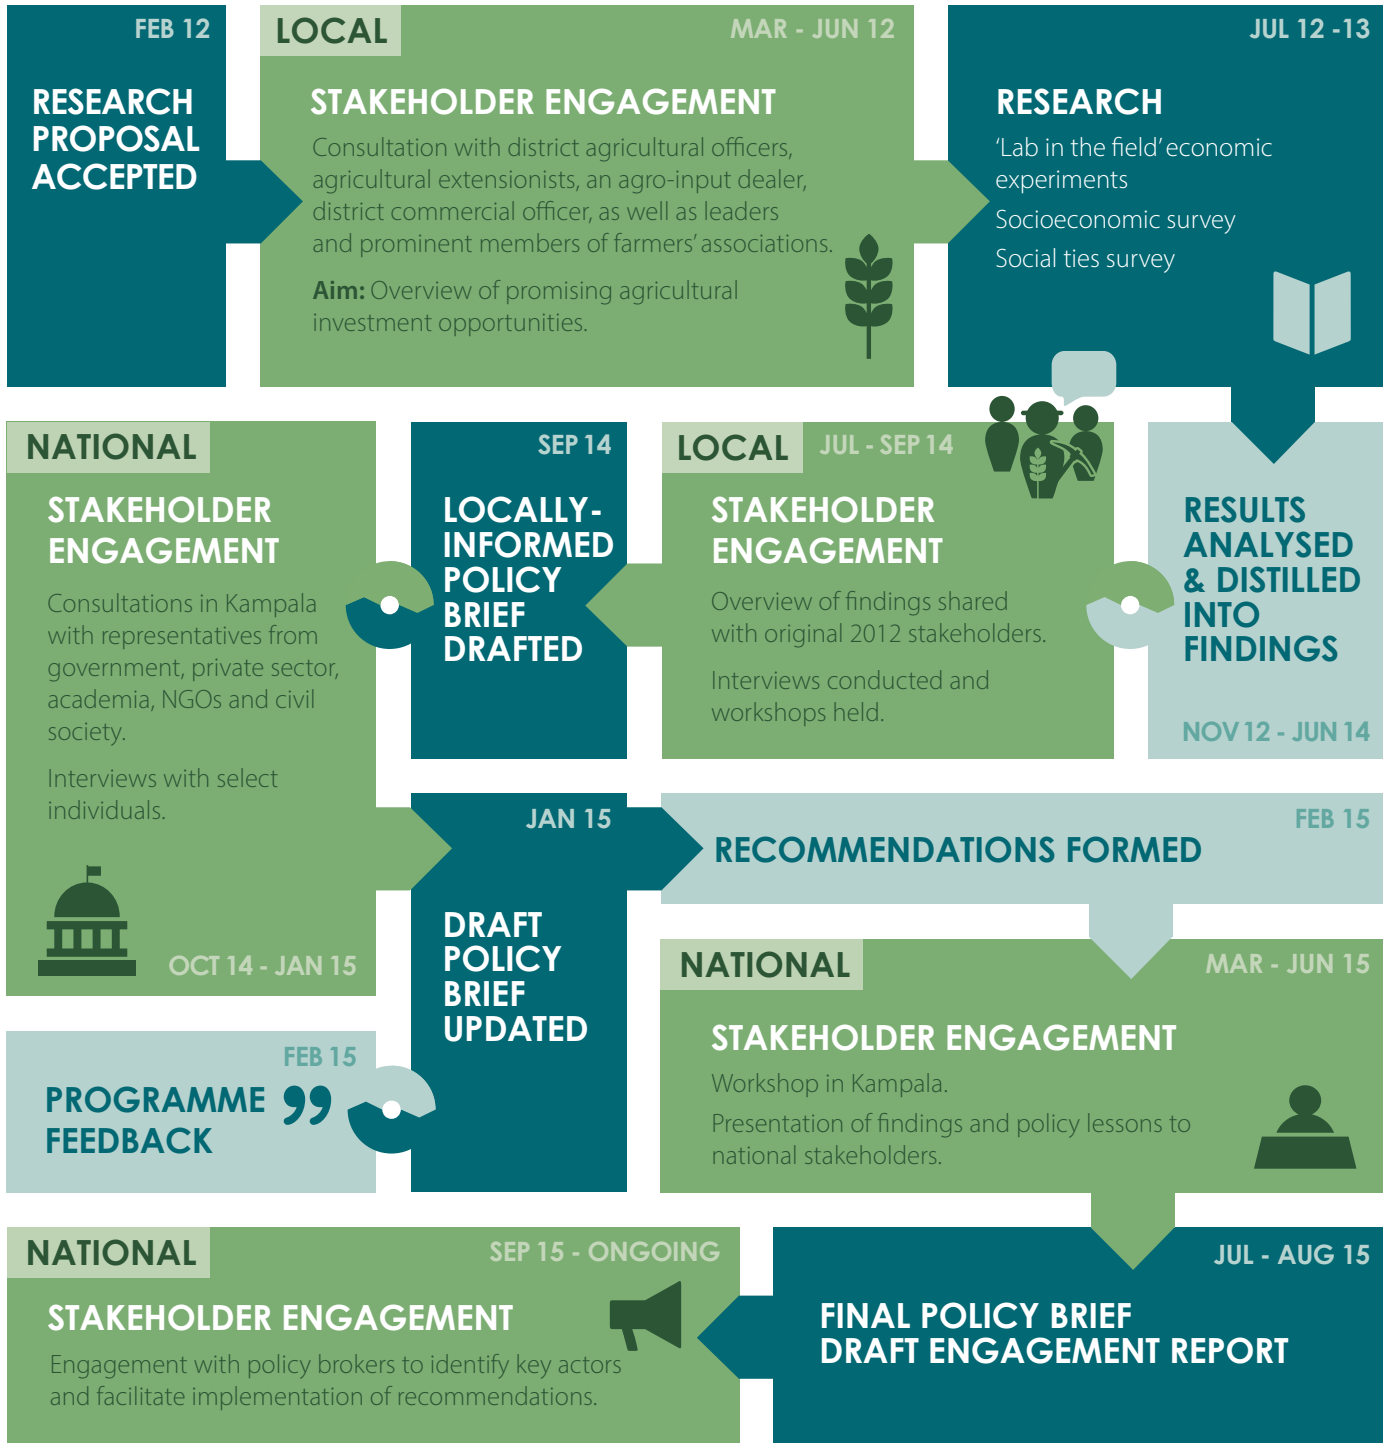 FEB 12
RESEARCH
PROPOSAL
ACCEPTED
LOCAL
MAR - JUN 12
STAKEHOLDER ENGAGEMENT
Consultation with district agricultural officers,
agricultural extensionists, an agro-input dealer,
district commercial officer, as well as leaders
and prominent members of farmers’ associations.
Aim: Overview of promising agricultural
investment opportunities.
JUL 12 -13
RESEARCH
‘Lab in the field’ economic
experiments
Socioeconomic survey
Social ties survey
RESULTS
ANALYSED
& DISTILLED
INTO
FINDINGS
NOV 12 - JUN 14
LOCAL
JUL - SEP 14
STAKEHOLDER
ENGAGEMENT
Overview of findings shared
with original 2012 stakeholders.
Interviews conducted and
workshops held.
SEP 14
LOCALLY-
INFORMED
POLICY
BRIEF
DRAFTED
NATIONAL
STAKEHOLDER
ENGAGEMENT
Consultations in Kampala
with representatives from
government, private sector,
academia, NGOs and civil
society.
Interviews with select
individuals.
OCT 14 - JAN 15
JAN 15
DRAFT
POLICY
BRIEF
UPDATED
FEB 15
PROGRAMME
FEEDBACK
FEB 15
RECOMMENDATIONS FORMED
NATIONAL
MAR - JUN 15
STAKEHOLDER ENGAGEMENT
Workshop in Kampala.
Presentation of findings and policy lessons to
national stakeholders.
JUL - AUG 15
FINAL POLICY BRIEF
DRAFT ENGAGEMENT REPORT
NATIONAL
SEP 15 - ONGOING
STAKEHOLDER ENGAGEMENT
Engagement with policy brokers to identify key actors
and facilitate implementation of recommendations.